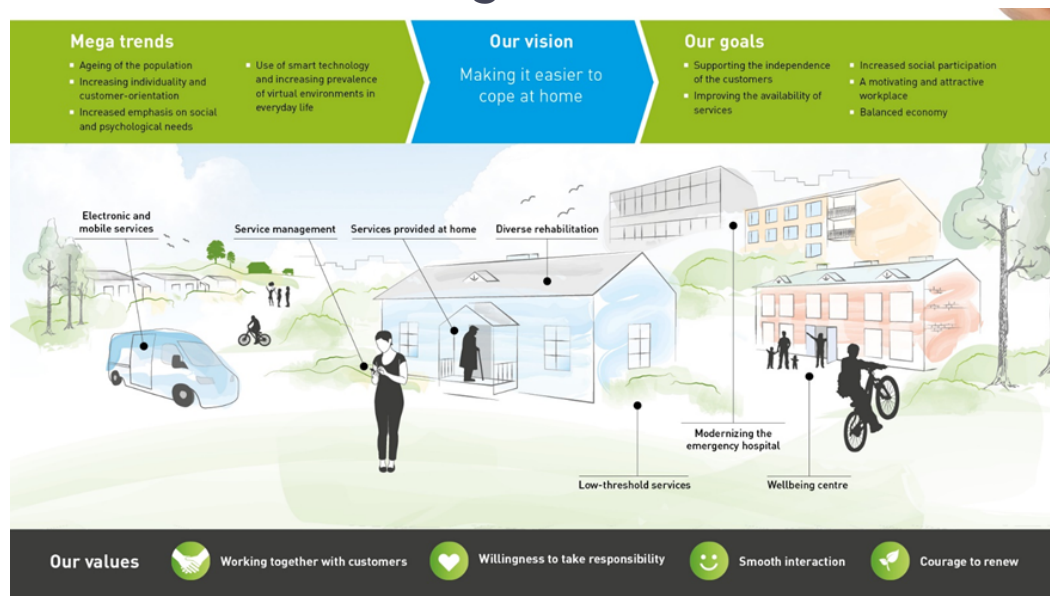 Mega trends
Ageing of the population
Increasing individuality and
customer-orientation
Increased emphasis on social
and psychological needs
Use of smart technology
and increasing prevalence
of virtual environments in
everyday life
Our vision
Making it easier to
cope at home
Our goals
Supporting the independence
of the customers
Improving the availability of
services
Increased social participation
A motivating and attractive
workplace
Balanced economy
Electronic and
mobile services
Service management
Services provided at home
Diverse rehabilitation
Modernizing the
emergency hospital
Low-threshold services
Wellbeing centre
Our values
Working together with customers
Willingness to take responsibility
Smooth interaction
Courage to renew